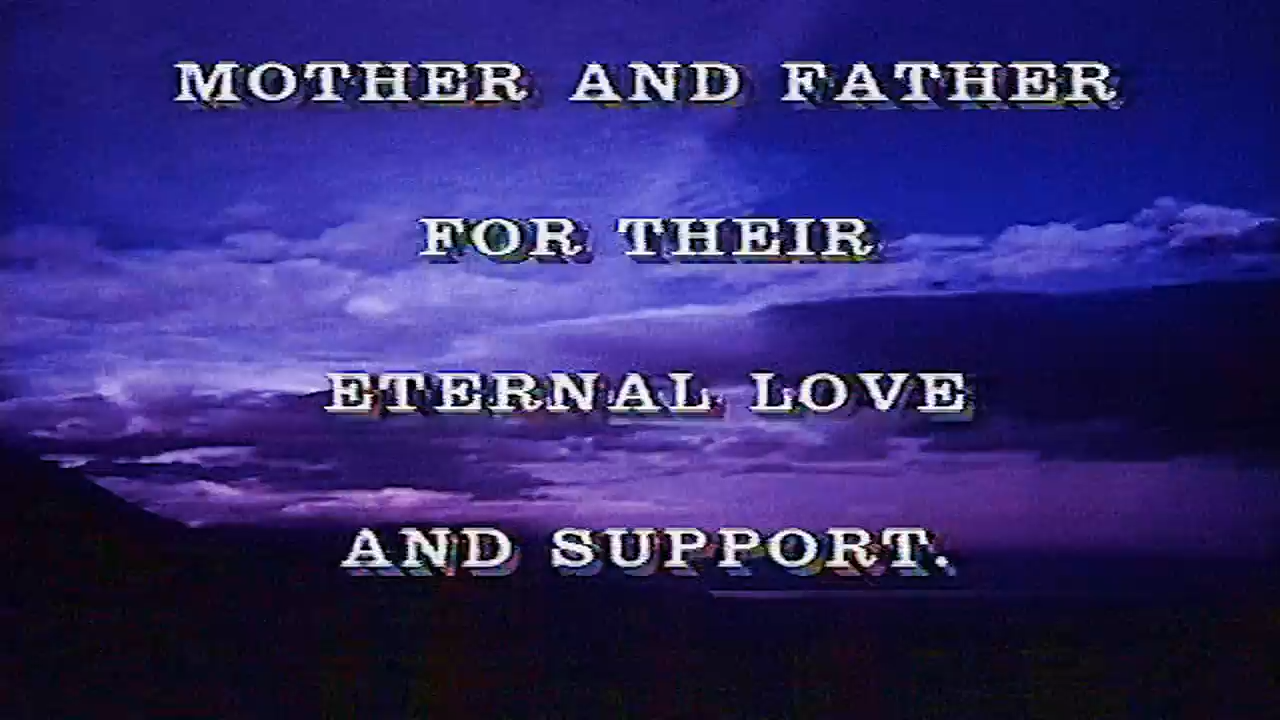 MOTHER AND FATHER
FOR THEIR
ETERNAL LOVE
AND SUPPORT.